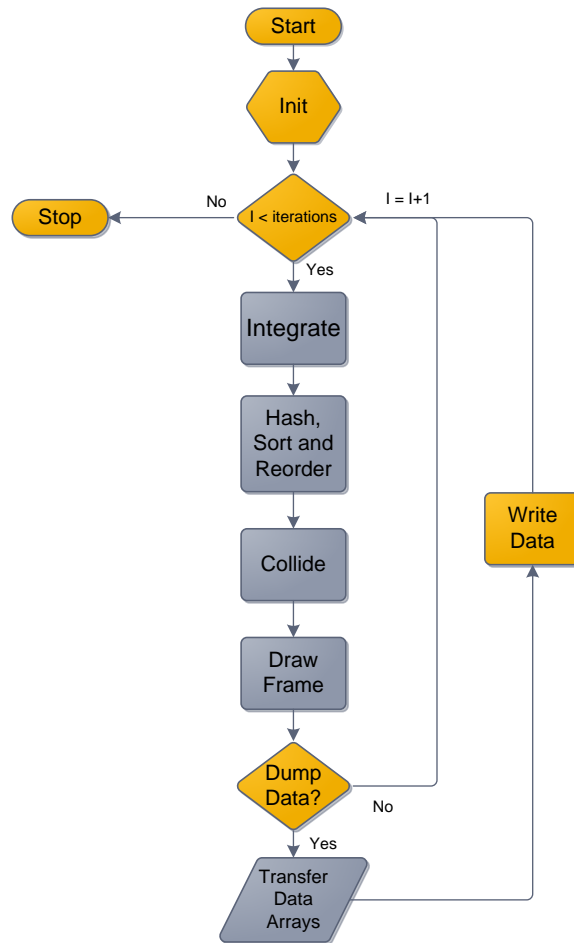 Start
Init
I < iterations
No
Stop
I = I+1
Yes
Integrate
Hash,
Sort and
Reorder
Write
Data
Collide
Draw
Frame
Dump
Data?
No
Yes
Transfer
Data
Arrays